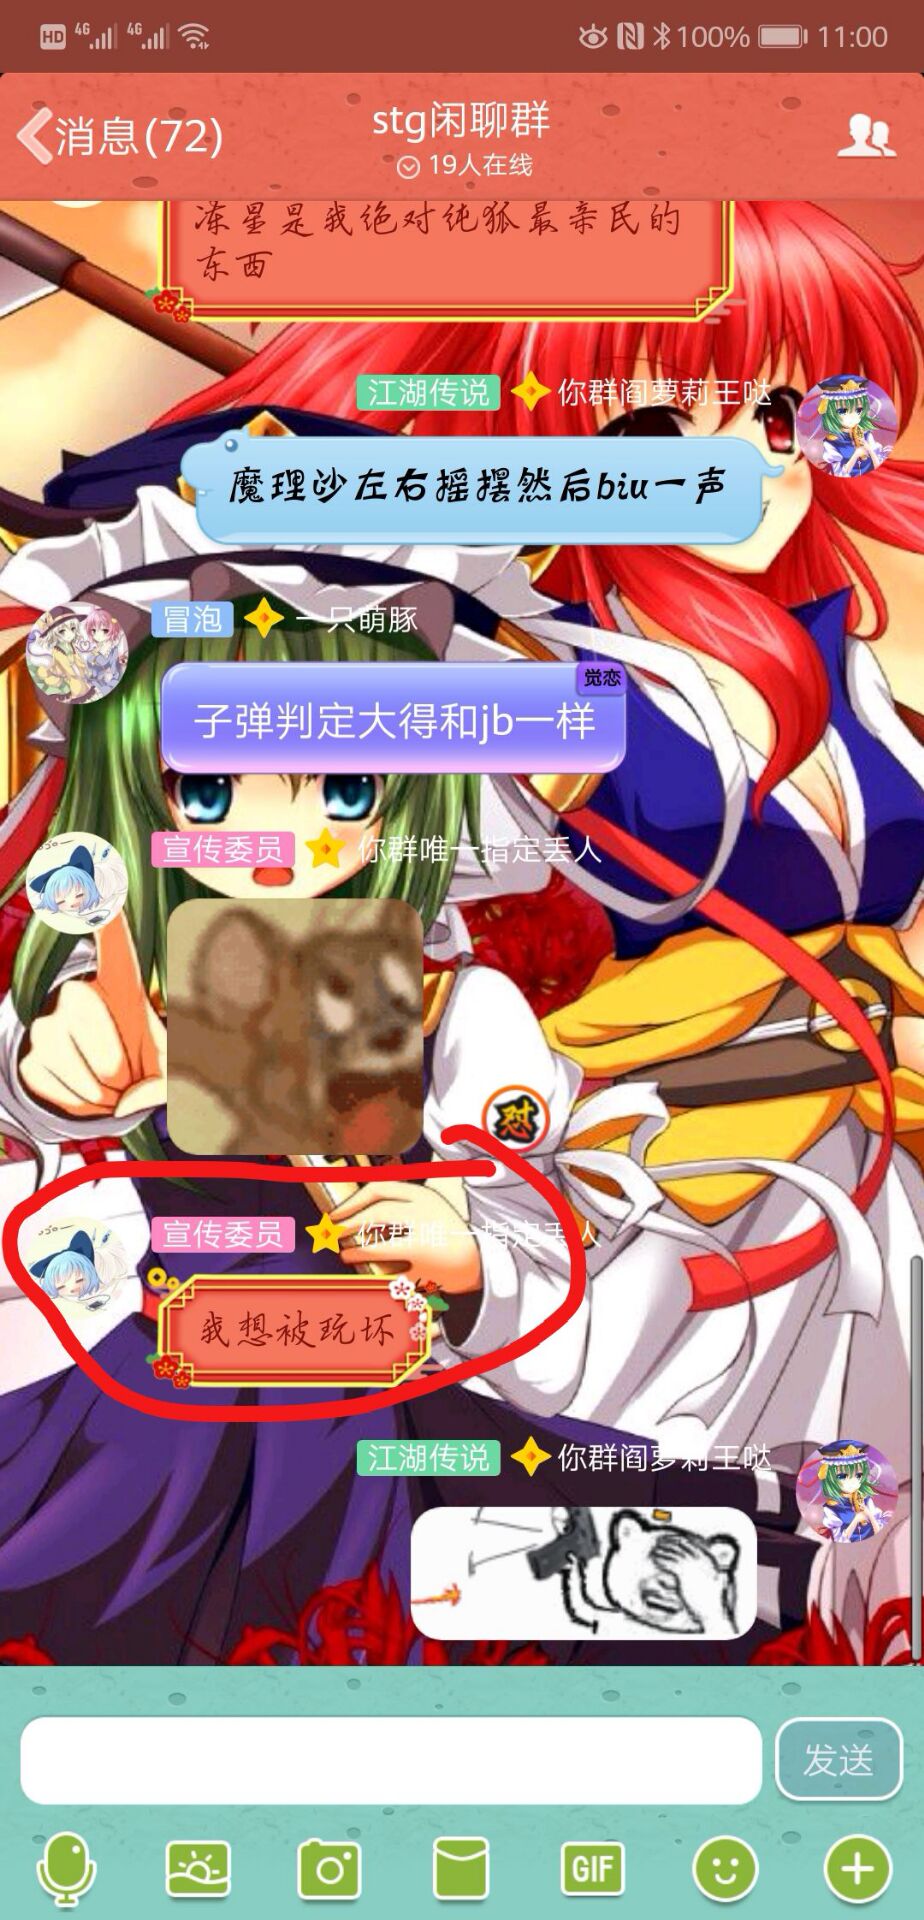 HD 4G 4G 100% 11:00
消息(72)
stg闲聊群
19人在线
冻星是我绝对纯狐最亲民的
东西
江湖传说 你群阎萝莉王哒
魔理沙左右摇摆然后biu一声
冒泡 一只萌豚
觉恋
子弹判定大得和jb一样
宣传委员 你群唯一指定丢人
怼
宣传委员 你群唯一指定丢人
我想被玩坏
江湖传说 你群阎萝莉王哒
发送
GIF